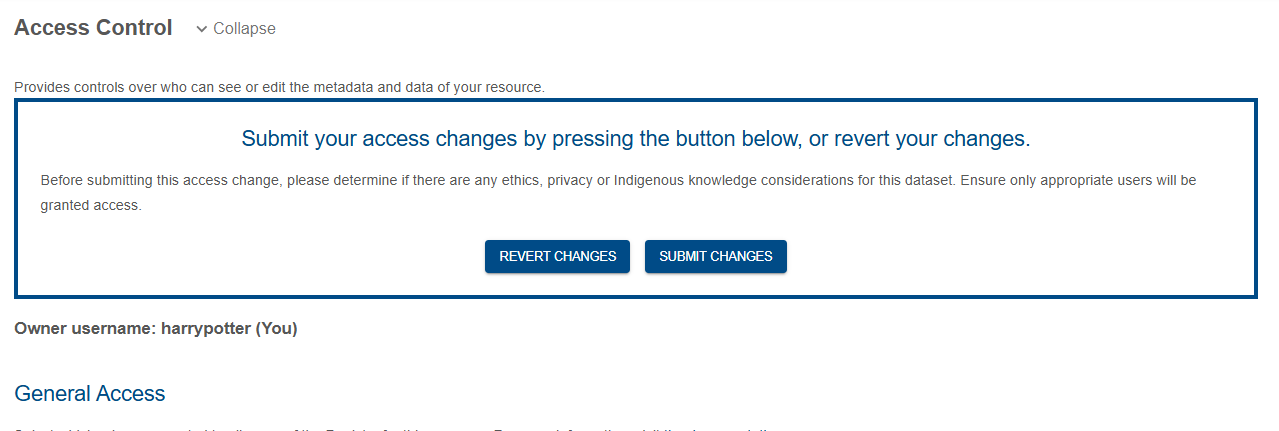 Access Control Collapse
Provides controls over who can see or edit the metadata and data of your resource.
Submit your access changes by pressing the button below, or revert your changes.
Before submitting this access change, please determine if there are any ethics, privacy or Indigenous knowledge considerations for this dataset. Ensure only appropriate users will be
granted access.
REVERT CHANGES SUBMIT CHANGES
Owner username: harrypotter (You)
General Access